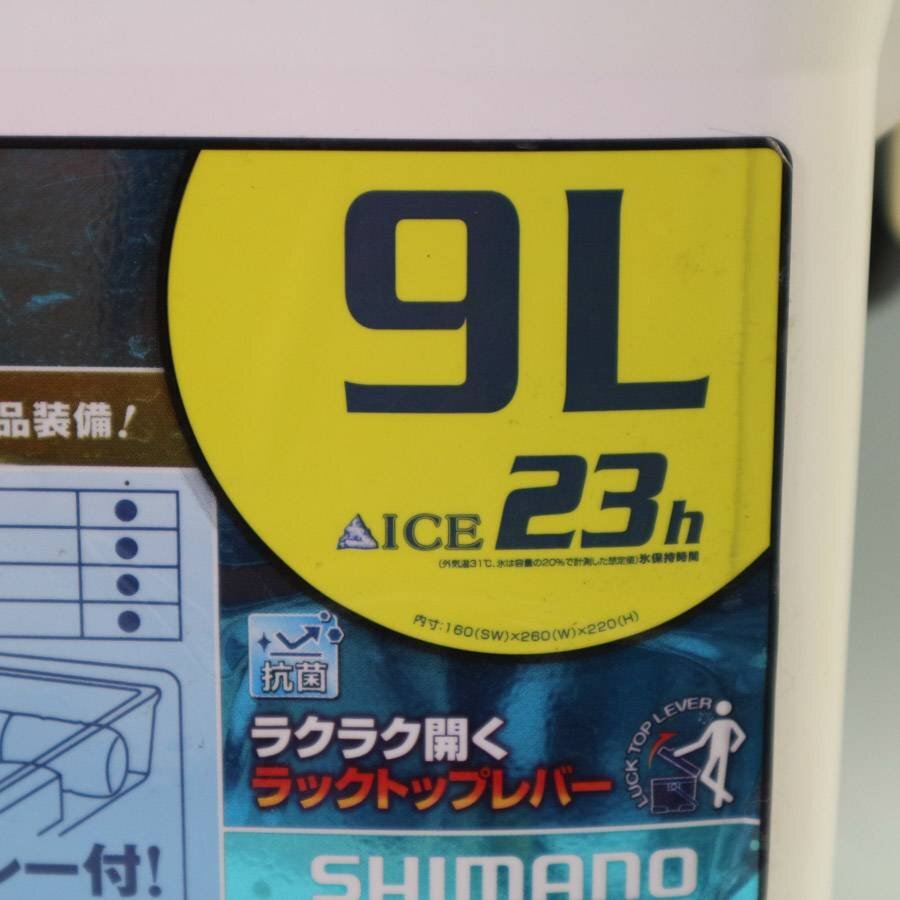 9L
品装備!
ICE 23h
(外気温31℃、氷は容量の20%で計測した想定値)氷保持時間
内寸:160(SW)×260(W)×220(H)
抗菌
ラクラク開く
ラックトップレバー
LUCK TOP LEVER
レー付!
SHIMANO